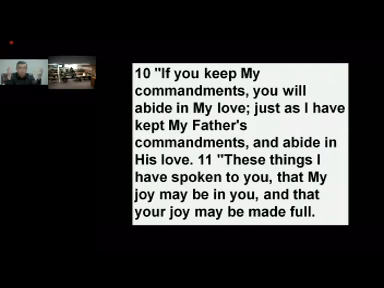 10 "If you keep My
commandments, you will
abide in My love; just as I have
kept My Father's
commandments, and abide in
His love. 11 "These things I
have spoken to you, that My
joy may be in you, and that
your joy may be made full.